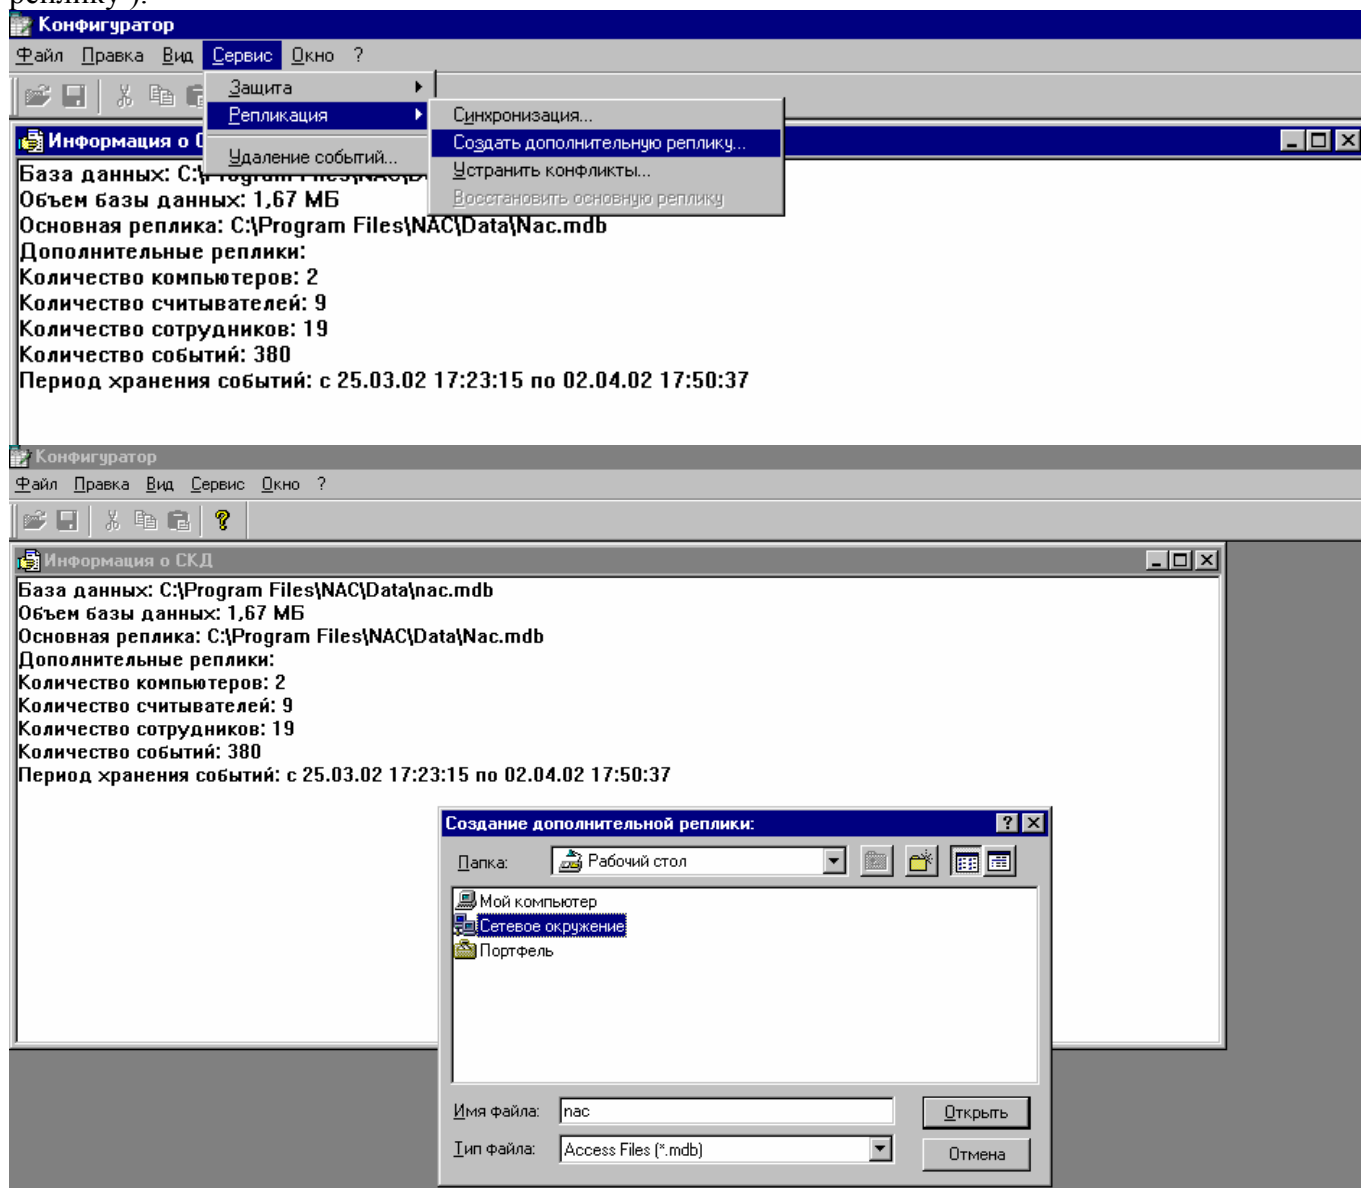 реплику").
Конфигуратор
Файл Правка Вид Сервис Окно ?
Защита
Репликация
Удаление событий...
Синхронизация...
Создать дополнительную реплику...
Устранить конфликты...
Восстановить основную реплику
Информация о С
База данных: C:\Program Files\NAC\D
Объем базы данных: 1,67 МБ
Основная реплика: C:\Program Files\NAC\Data\Nac.mdb
Дополнительные реплики:
Количество компьютеров: 2
Количество считывателей: 9
Количество сотрудников: 19
Количество событий: 380
Период хранения событий: с 25.03.02 17:23:15 по 02.04.02 17:50:37
Конфигуратор
Файл Правка Вид Сервис Окно ?
Информация о СКД
База данных: C:\Program Files\NAC\Data\nac.mdb
Объем базы данных: 1,67 МБ
Основная реплика: C:\Program Files\NAC\Data\Nac.mdb
Дополнительные реплики:
Количество компьютеров: 2
Количество считывателей: 9
Количество сотрудников: 19
Количество событий: 380
Период хранения событий: с 25.03.02 17:23:15 по 02.04.02 17:50:37
Создание дополнительной реплики:
Папка: Рабочий стол
Мой компьютер
Сетевое окружение
Портфель
Имя файла: nac
Открыть
Тип файла: Access Files (*.mdb)
Отмена